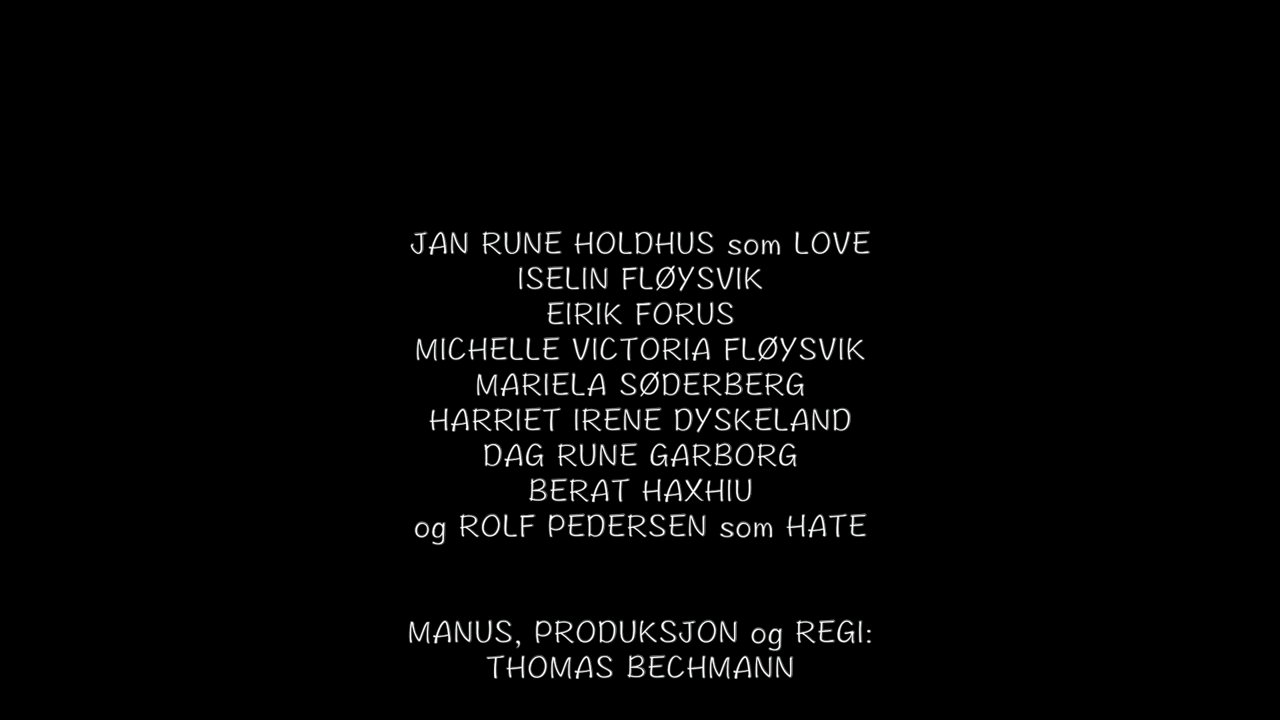 JAN RUNE HOLDHUS som LOVE
ISELIN FLØYSVIK
EIRIK FORUS
MICHELLE VICTORIA FLØYSVIK
MARIELA SØDERBERG
HARRIET IRENE DYSKELAND
DAG RUNE GARBORG
BERAT HAXHIU
og ROLF PEDERSEN som HATE
MANUS, PRODUKSJON og REGI:
THOMAS BECHMANN